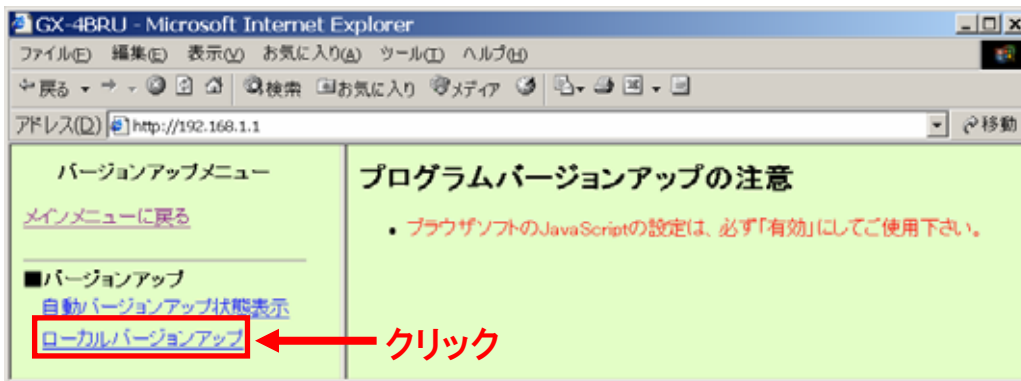 GX-4BRU - Microsoft Internet Explorer
ファイル(E) 編集(E) 表示(V) お気に入り(A) ツール(T) ヘルプ(H)
戻る 検索 お気に入り メディア
アドレス(D) http://192.168.1.1 移動
バージョンアップメニュー
メインメニューに戻る
■バージョンアップ
自動バージョンアップ状態表示
ローカルバージョンアップ
プログラムバージョンアップの注意
• ブラウザソフトのJavaScriptの設定は、必ず「有効」にしてご使用下さい。
クリック